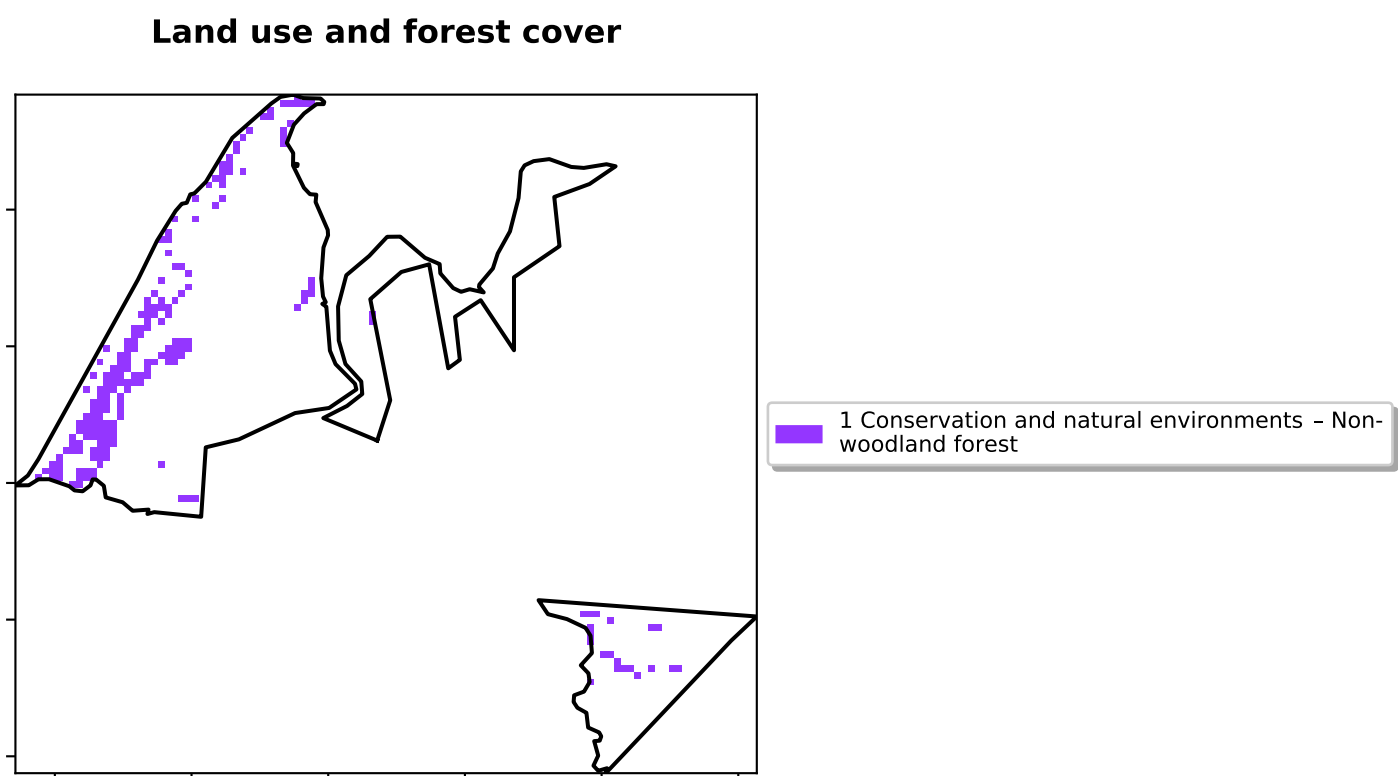 Land use and forest cover
1 Conservation and natural environments – Non-
woodland forest